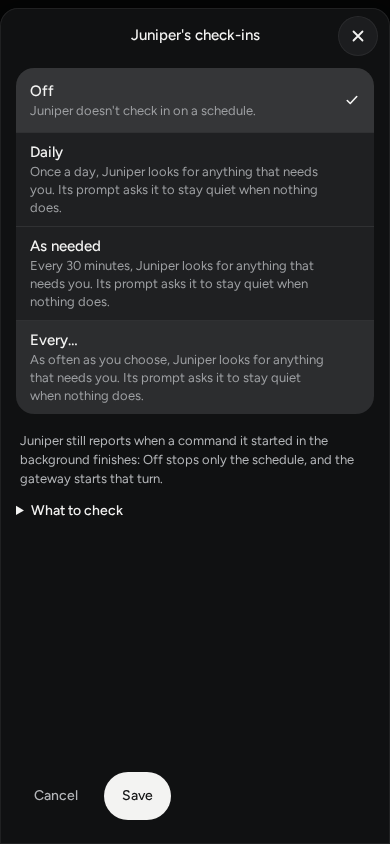 Juniper's check-ins
Off
Juniper doesn't check in on a schedule.
Daily
Once a day, Juniper looks for anything that needs
you. Its prompt asks it to stay quiet when nothing
does.
As needed
Every 30 minutes, Juniper looks for anything that
needs you. Its prompt asks it to stay quiet when
nothing does.
Every...
As often as you choose, Juniper looks for anything
that needs you. Its prompt asks it to stay quiet
when nothing does.
Juniper still reports when a command it started in the
background finishes: Off stops only the schedule, and the
gateway starts that turn.
What to check
Cancel
Save